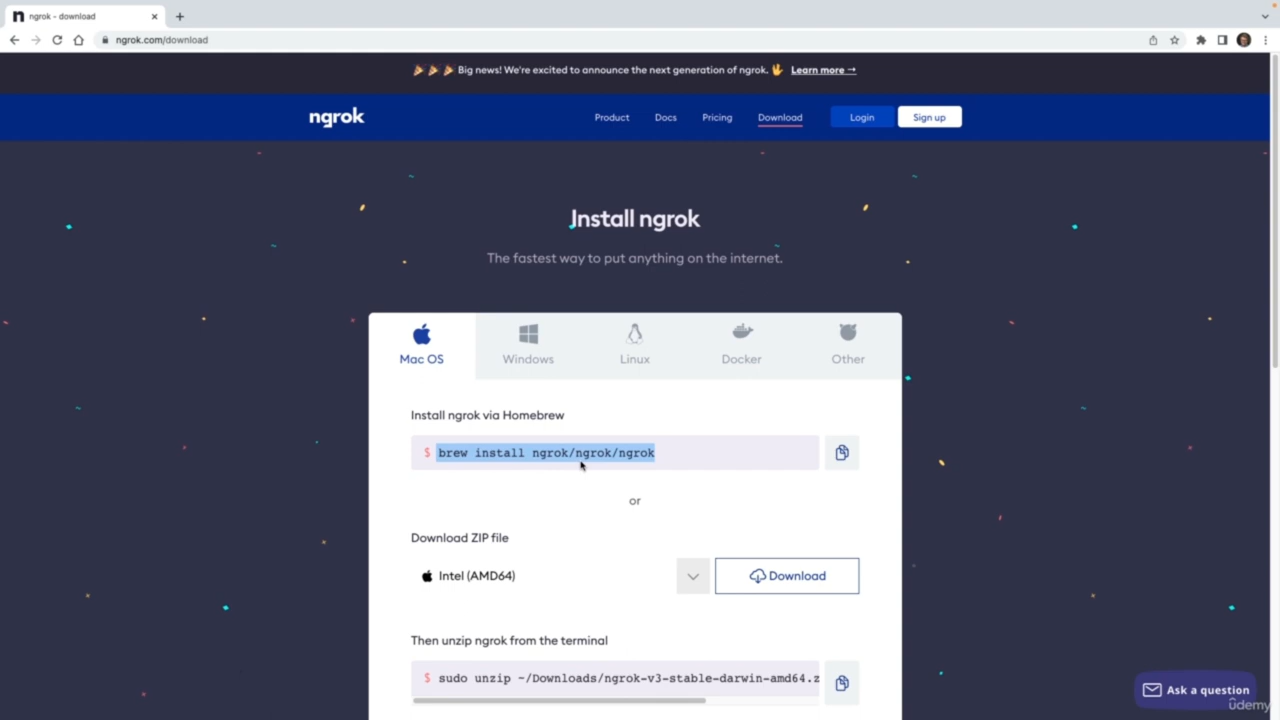 ngrok - download
ngrok.com/download
Big news! We're excited to announce the next generation of ngrok. Learn more →
ngrok
Product
Docs
Pricing
Download
Login
Sign up
Install ngrok
The fastest way to put anything on the internet.
Mac OS
Windows
Linux
Docker
Other
Install ngrok via Homebrew
$ brew install ngrok/ngrok/ngrok
or
Download ZIP file
Intel (AMD64)
Download
Then unzip ngrok from the terminal
$ sudo unzip ~/Downloads/ngrok-v3-stable-darwin-amd64.z
Ask a question
ûdemy